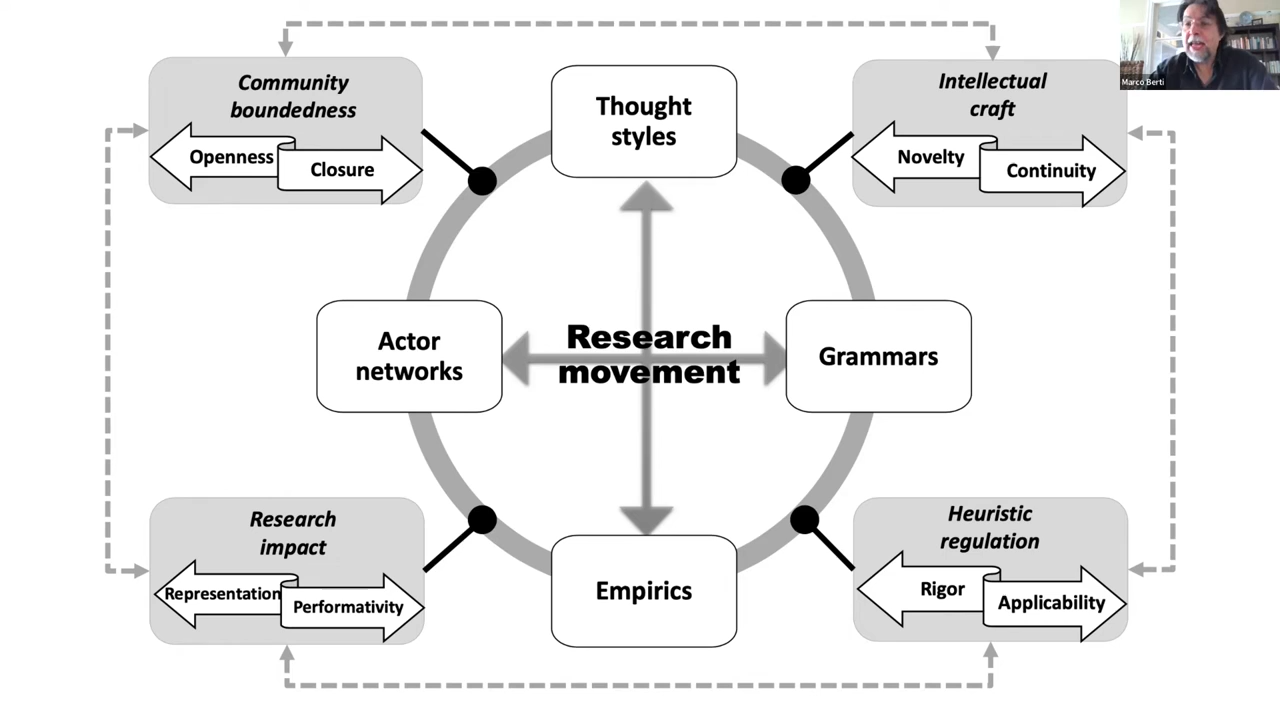 Community
boundedness
Openness
Closure
Thought
styles
Intellectual
craft
Novelty
Continuity
Marco Berti
Actor
networks
Research
movement
Grammars
Research
impact
Representation
Performativity
Empirics
Heuristic
regulation
Rigor
Applicability